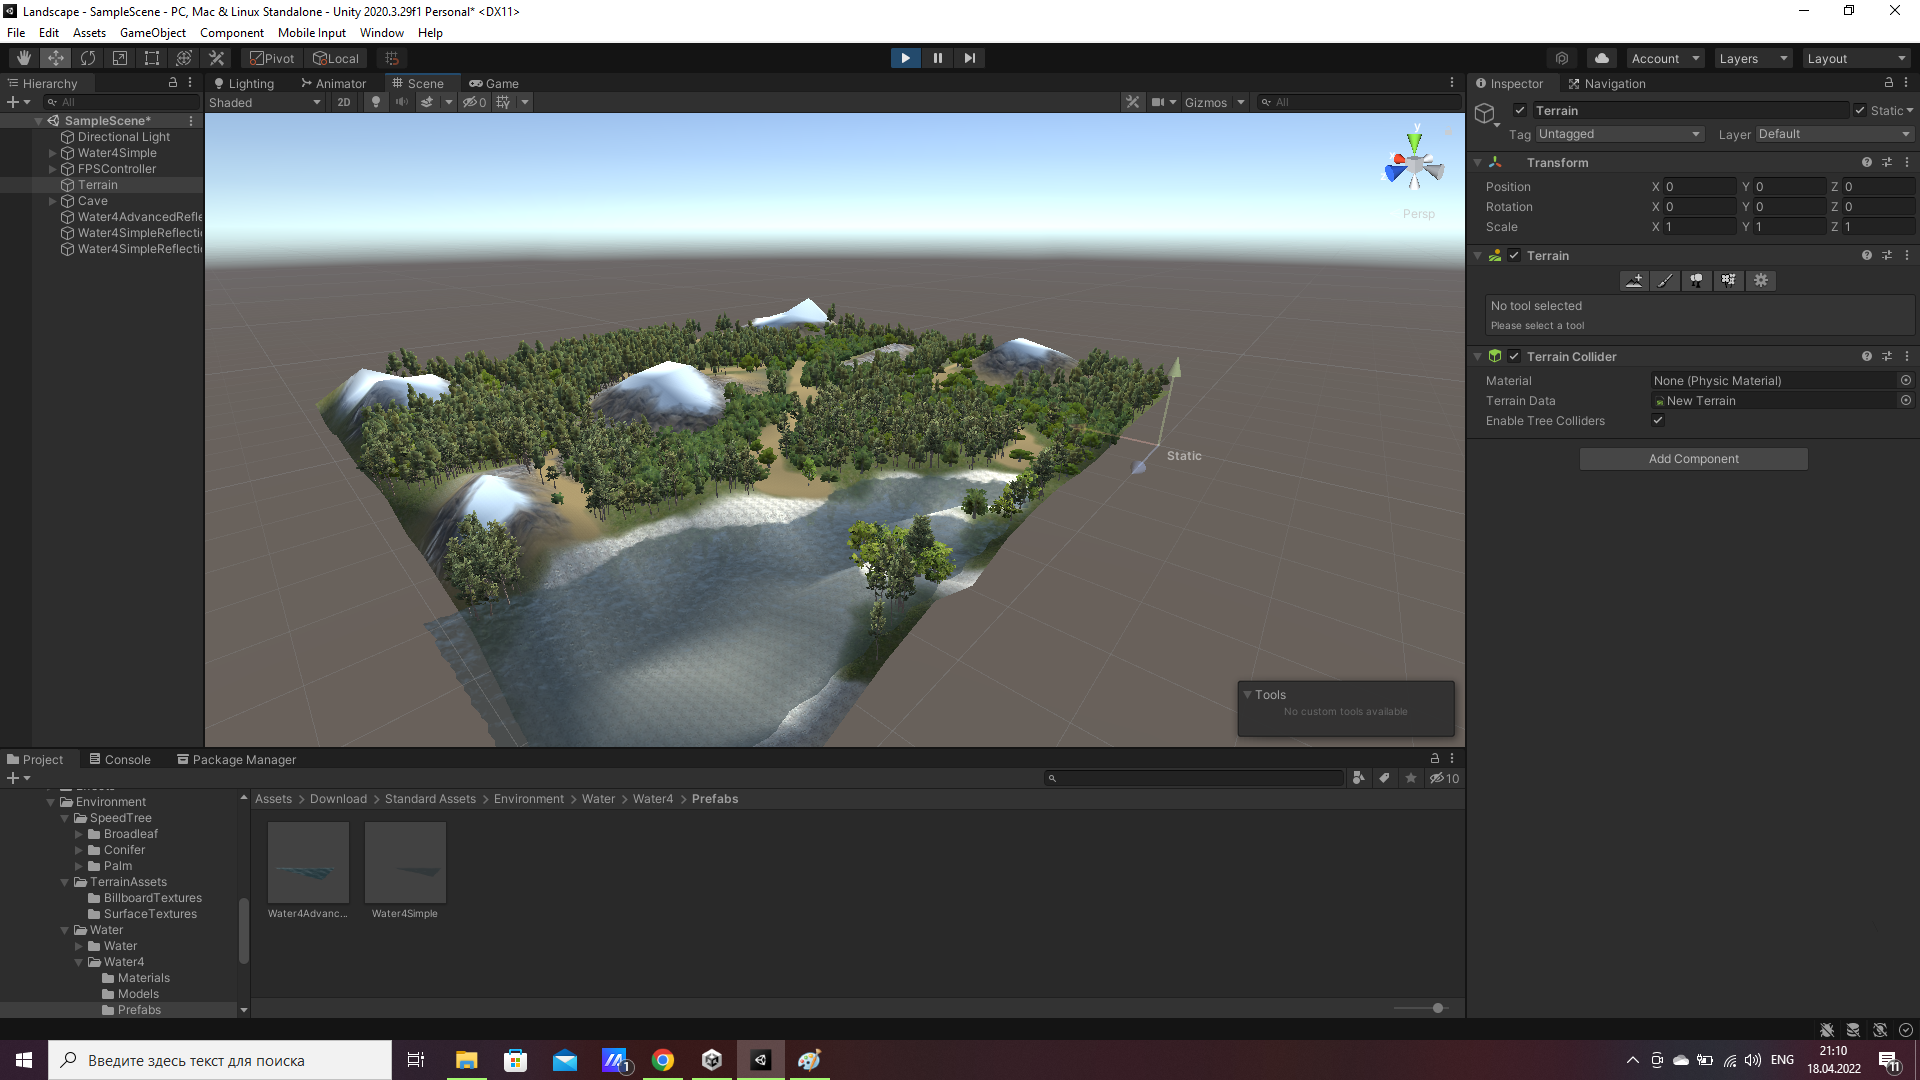 Landscape - SampleScene - PC, Mac & Linux Standalone - Unity 2020.3.29f1 Personal* <DX11>
File Edit Assets GameObject Component Mobile Input Window Help
Pivot Local Account Layers Layout
Hierarchy Lighting Animator Scene Game Inspector Navigation
All Shaded 2D 0 Gizmos All
Terrain Static
Tag Untagged Layer Default
SampleScene*
Directional Light
Water4Simple
FPSController
Terrain
Cave
Water4AdvancedRefle
Water4SimpleReflecti
Water4SimpleReflecti
y
x
z
Persp
Static
Tools
No custom tools available
Transform
Position X 0 Y 0 Z 0
Rotation X 0 Y 0 Z 0
Scale X 1 Y 1 Z 1
Terrain
No tool selected
Please select a tool
Terrain Collider
Material None (Physic Material)
Terrain Data New Terrain
Enable Tree Colliders
Add Component
Project Console Package Manager
10
Assets Download Standard Assets Environment Water Water4 Prefabs
Environment
SpeedTree
Broadleaf
Conifer
Palm
TerrainAssets
BillboardTextures
SurfaceTextures
Water
Water
Water4
Materials
Models
Prefabs
Water4Advanc... Water4Simple
Введите здесь текст для поиска
1
ENG
21:10
18.04.2022
11